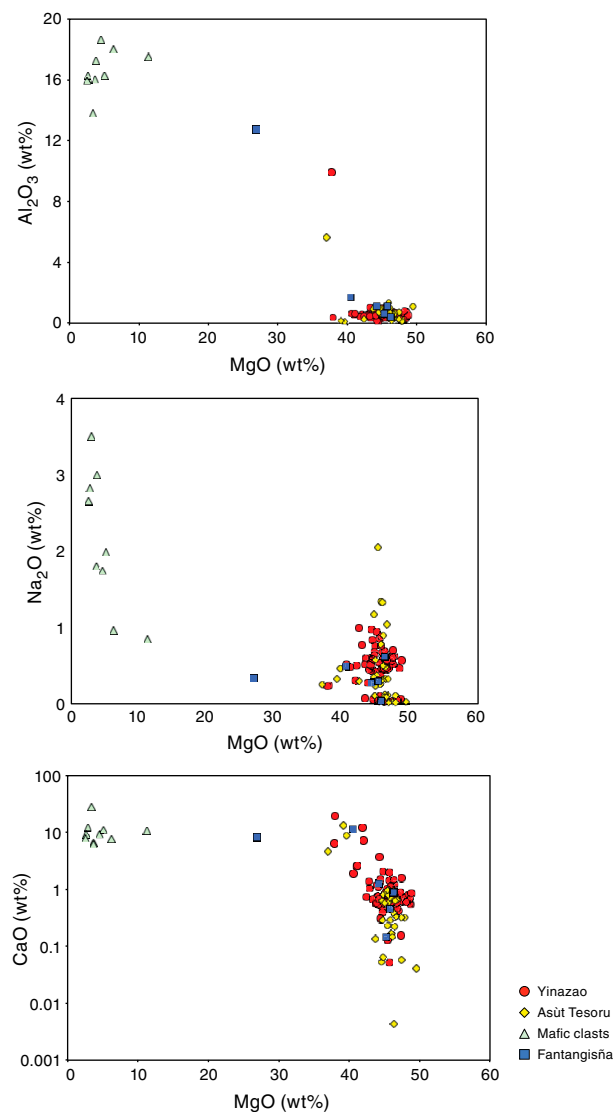 20
16
12
8
4
0
Al₂O₃ (wt%)
0 10 20 30 40 50 60
MgO (wt%)
4
3
2
1
0
Na₂O (wt%)
0 10 20 30 40 50 60
MgO (wt%)
100
10
1
0.1
0.01
0.001
CaO (wt%)
0 10 20 30 40 50 60
MgO (wt%)
Yinazao
Asùt Tesoru
Mafic clasts
Fantangisña